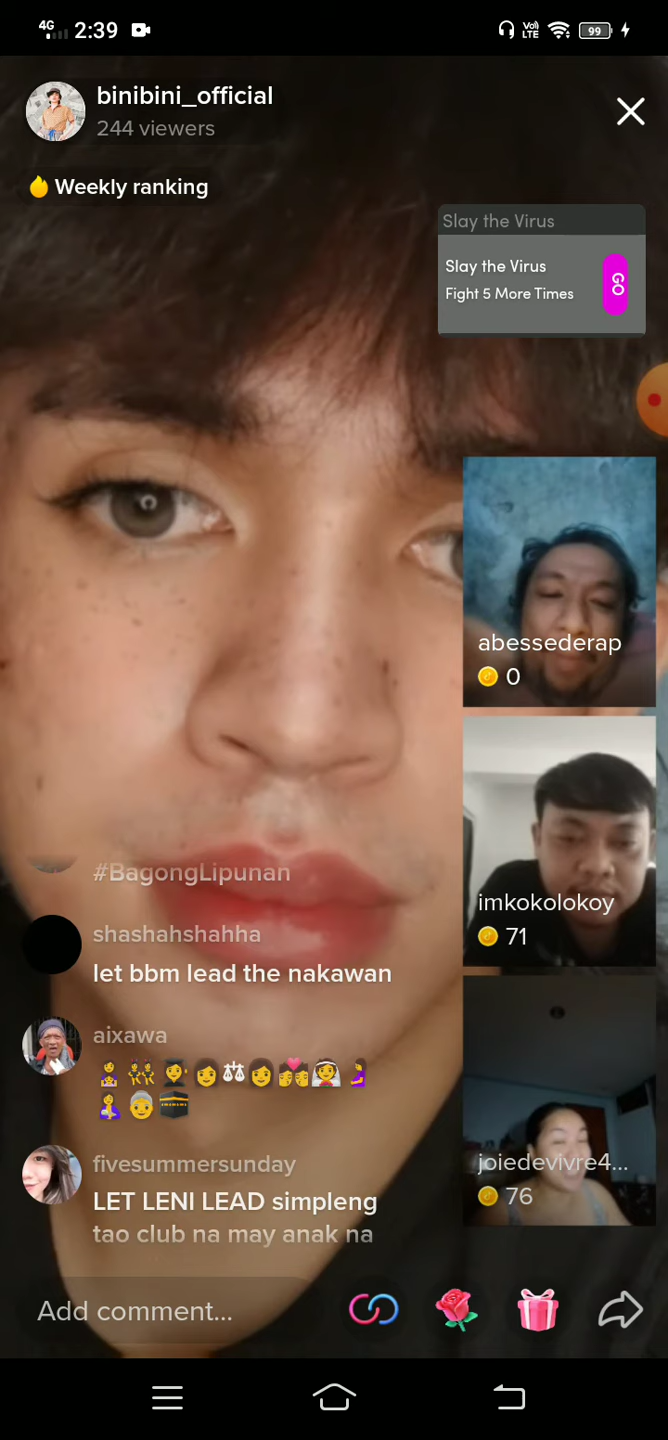 4G 2:39 Vo) LTE 99
binibini_official
244 viewers
Weekly ranking
Slay the Virus
Slay the Virus
Fight 5 More Times
GO
abessederap
0
imkokolokoy
71
#BagongLipunan
shashahshahha
let bbm lead the nakawan
aixawa
joiedevivre4...
76
fivesummersunday
LET LENI LEAD simpleng
tao club na may anak na
Add comment...